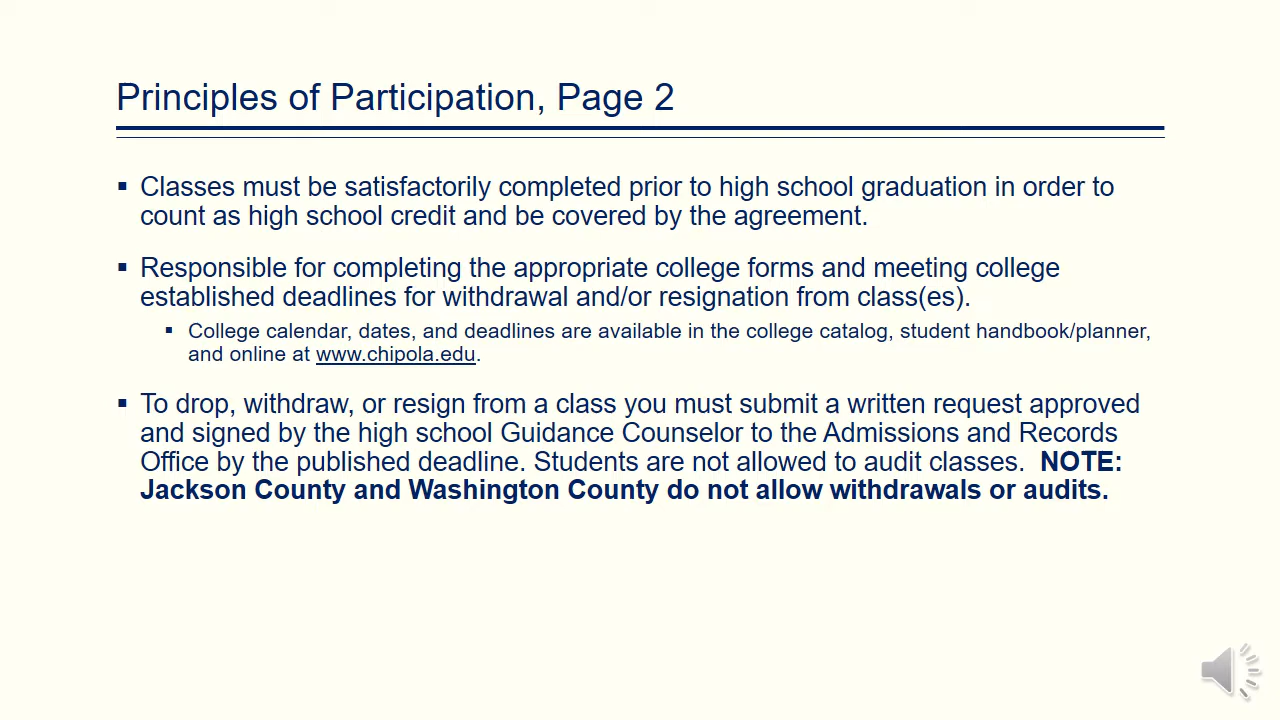 Principles of Participation, Page 2
Classes must be satisfactorily completed prior to high school graduation in order to
count as high school credit and be covered by the agreement.
Responsible for completing the appropriate college forms and meeting college
established deadlines for withdrawal and/or resignation from class(es).
College calendar, dates, and deadlines are available in the college catalog, student handbook/planner,
and online at www.chipola.edu.
To drop, withdraw, or resign from a class you must submit a written request approved
and signed by the high school Guidance Counselor to the Admissions and Records
Office by the published deadline. Students are not allowed to audit classes. NOTE:
Jackson County and Washington County do not allow withdrawals or audits.